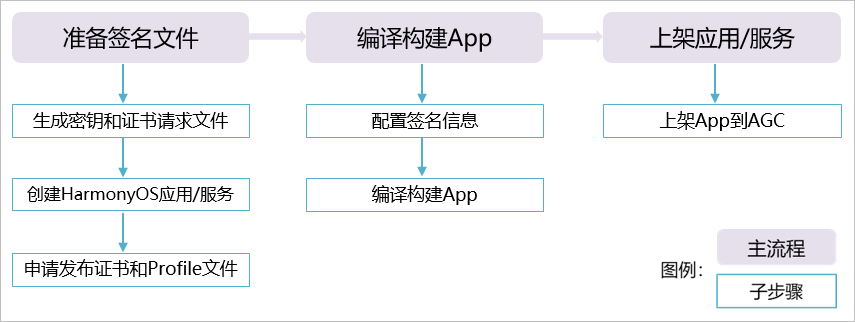 准备签名文件
编译构建App
上架应用/服务
生成密钥和证书请求文件
配置签名信息
上架App到AGC
创建HarmonyOS应用/服务
编译构建App
申请发布证书和Profile文件
图例：
主流程
子步骤